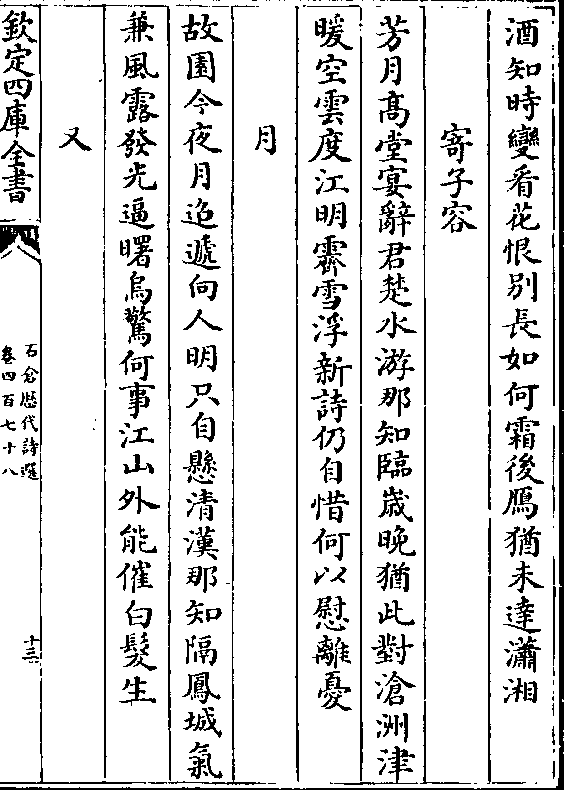 酒知時變看花恨别長如何霜後鴈猶未達瀟湘
寄子容
芳月髙堂宴辭君楚水游那知臨歳晚猶此對滄洲津
暖空雲度江明霽雪浮新詩仍自惜何以慰離憂
月
故園今夜月迢遞向人明只自懸清漢那知隔鳳城氣
兼風露發光逼曙烏驚何事江山外能催白髮生
又
欽定四庫全書
石倉歴代詩選
卷四百七十八
十三